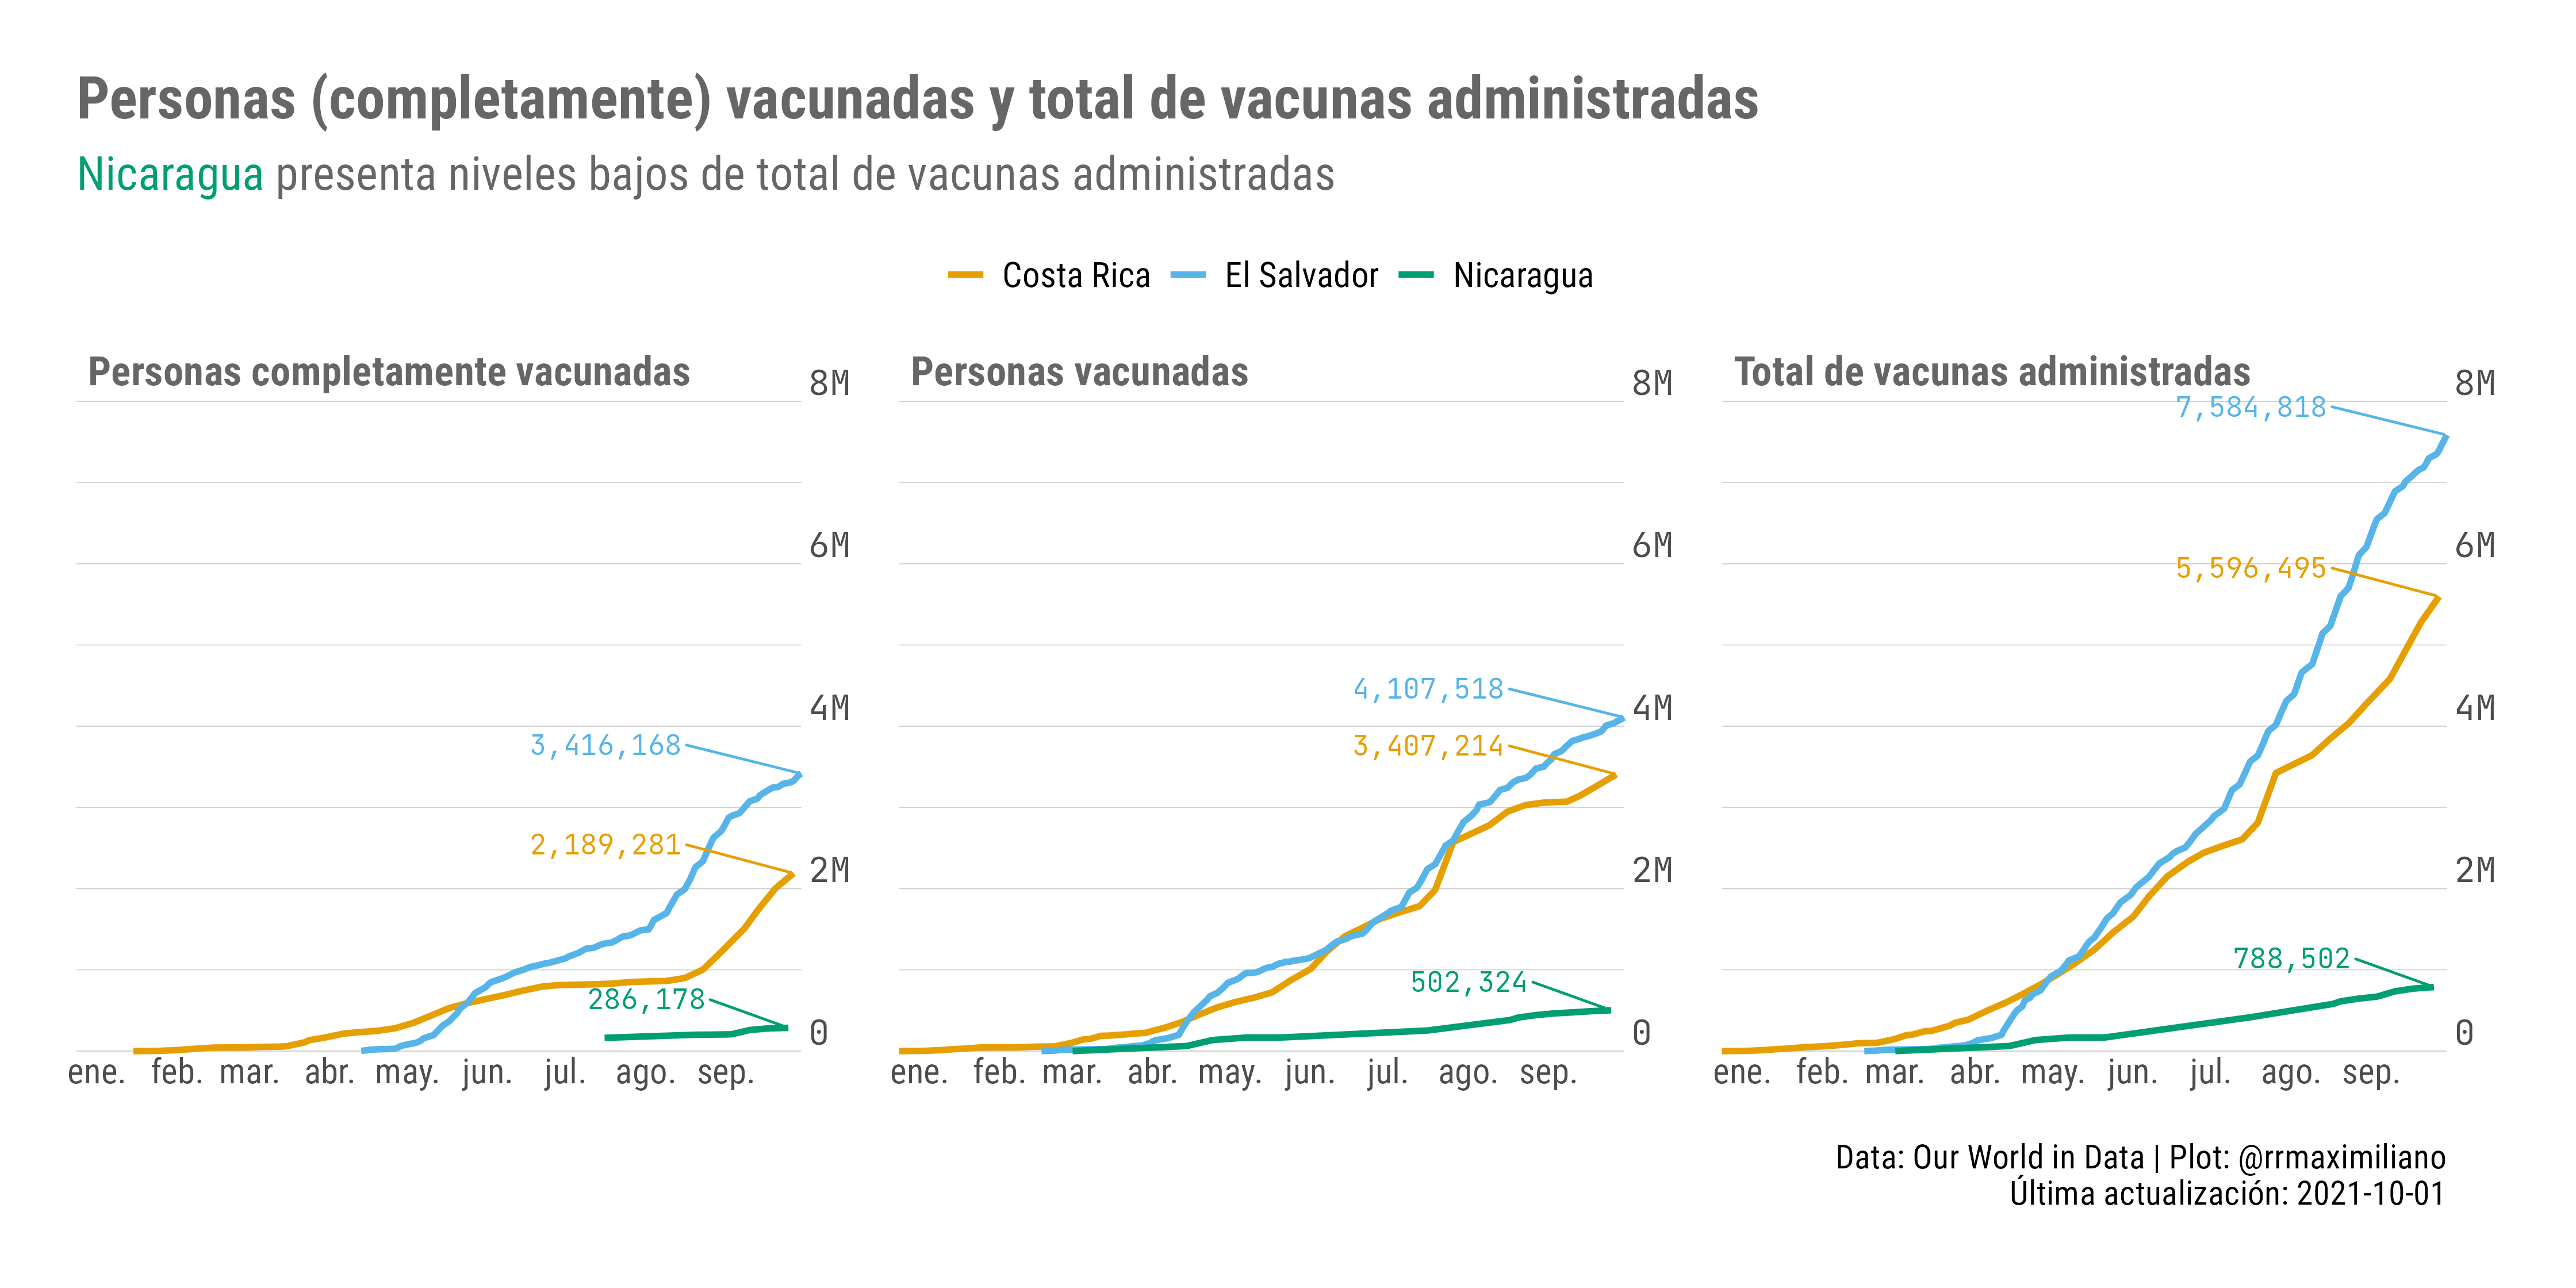 Personas (completamente) vacunadas y total de vacunas administradas
Nicaragua presenta niveles bajos de total de vacunas administradas
Costa Rica El Salvador Nicaragua
Personas completamente vacunadas
8M
6M
4M
2M
0
3,416,168
2,189,281
286,178
ene. feb. mar. abr. may. jun. jul. ago. sep.
Personas vacunadas
8M
6M
4M
2M
0
4,107,518
3,407,214
502,324
ene. feb. mar. abr. may. jun. jul. ago. sep.
Total de vacunas administradas
8M
6M
4M
2M
0
7,584,818
5,596,495
788,502
ene. feb. mar. abr. may. jun. jul. ago. sep.
Data: Our World in Data | Plot: @rrmaximiliano
Última actualización: 2021-10-01